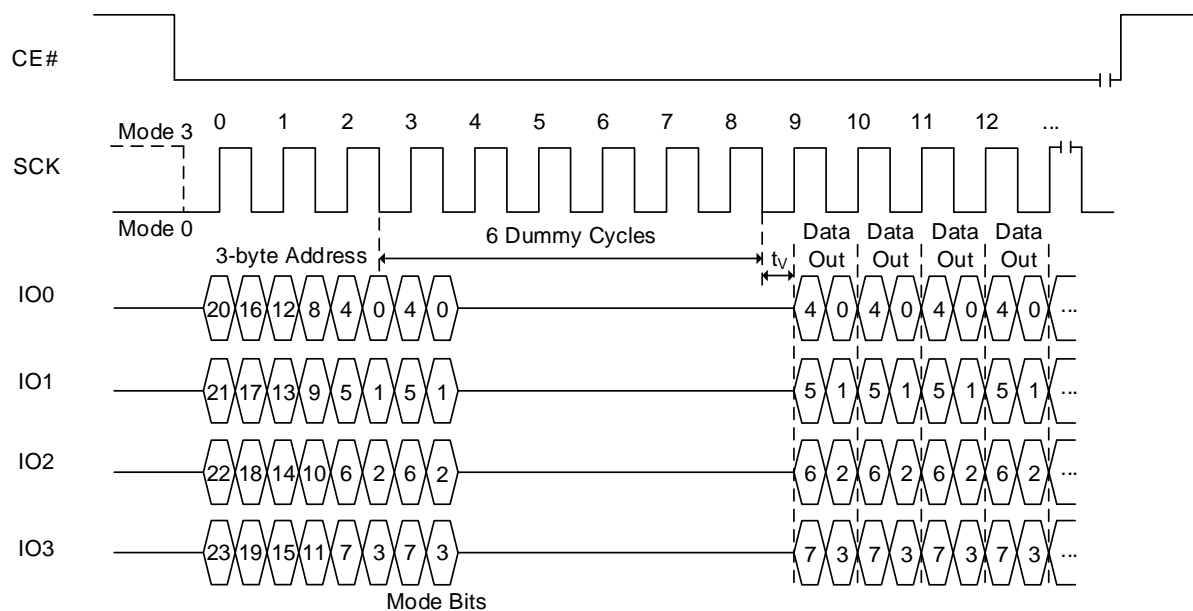 CE#
0 1 2 3 4 5 6 7 8 9 10 11 12 ...
Mode 3
SCK
Mode 0
6 Dummy Cycles
Data Data Data Data
3-byte Address
tV
Out Out Out Out
IO0
20 16 12 8 4 0 4 0 4 0 4 0 4 0 4 0 ...
IO1
21 17 13 9 5 1 5 1 5 1 5 1 5 1 5 1 ...
IO2
22 18 14 10 6 2 6 2 6 2 6 2 6 2 6 2 ...
IO3
23 19 15 11 7 3 7 3 7 3 7 3 7 3 7 3 ...
Mode Bits